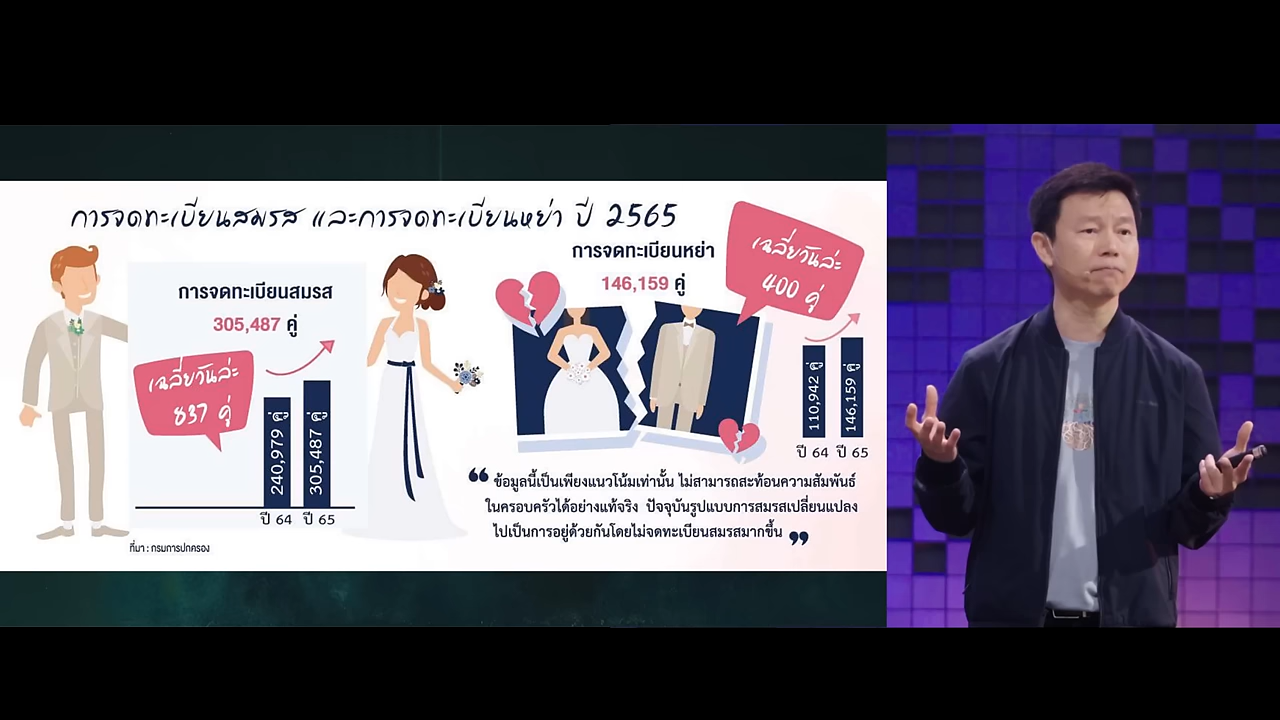 การจดทะเบียนสมรส และการจดทะเบียนหย่า ปี 2565
การจดทะเบียนสมรส
305,487 คู่
เฉลี่ยวันล่ะ
837 คู่
240,979 คู่
305,487 คู่
ปี 64
ปี 65
ที่มา : กรมการปกครอง
การจดทะเบียนหย่า
146,159 คู่
เฉลี่ยวันล่ะ
400 คู่
110,942 คู่
146,159 คู่
ปี 64
ปี 65
❝ ข้อมูลนี้เป็นเพียงแนวโน้มเท่านั้น ไม่สามารถสะท้อนความสัมพันธ์
ในครอบครัวได้อย่างแท้จริง ปัจจุบันรูปแบบการสมรสเปลี่ยนแปลง
ไปเป็นการอยู่ด้วยกันโดยไม่จดทะเบียนสมรสมากขึ้น ❞